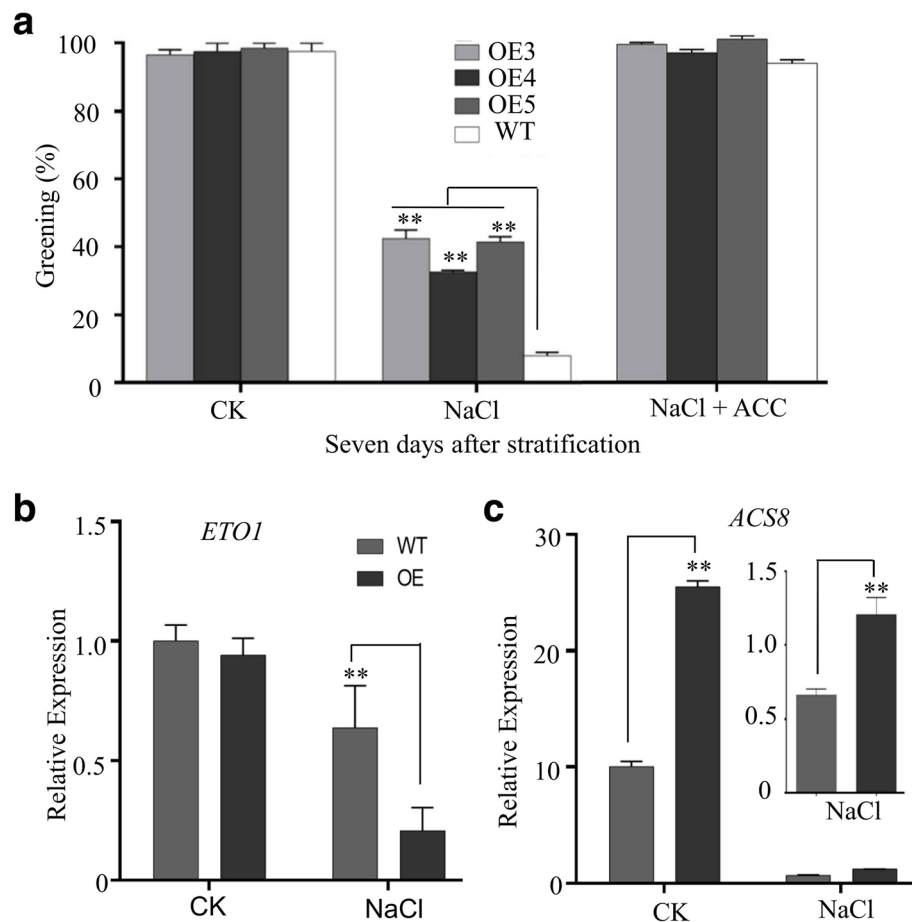 a
100
80
60
40
20
0
Greening (%)
OE3
OE4
OE5
WT
**
**
**
CK
NaCl
NaCl + ACC
Seven days after stratification
b
ETO1
1.5
1.0
0.5
0
Relative Expression
WT
OE
**
CK
NaCl
c
ACS8
30
20
10
0
Relative Expression
**
1.5
1.0
0.5
0
**
NaCl
CK
NaCl